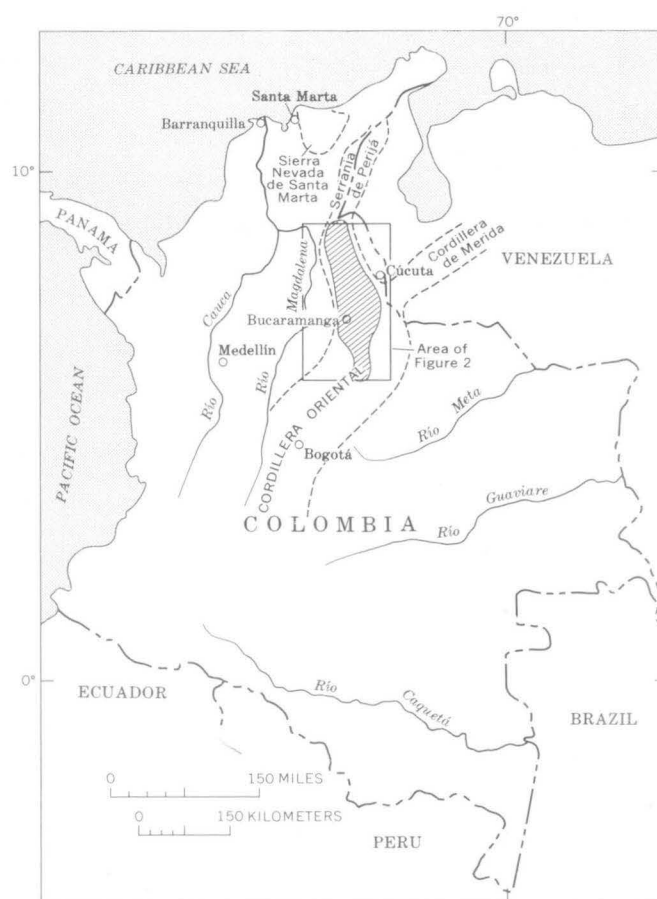 70°
CARIBBEAN SEA
Santa Marta
Barranquilla
10°
Sierra
Nevada
de Santa
Marta
Serranía
de Perijá
PANAMA
Cordillera
de Merida
VENEZUELA
Cúcuta
Magdalena
Cauca
Bucaramanga
Medellín
Area of
Figure 2
Río
Río
CORDILLERA ORIENTAL
Río Meta
Bogotá
PACIFIC OCEAN
COLOMBIA
Río Guaviare
0°
ECUADOR
Río Caquetá
BRAZIL
0 150 MILES
0 150 KILOMETERS
PERU